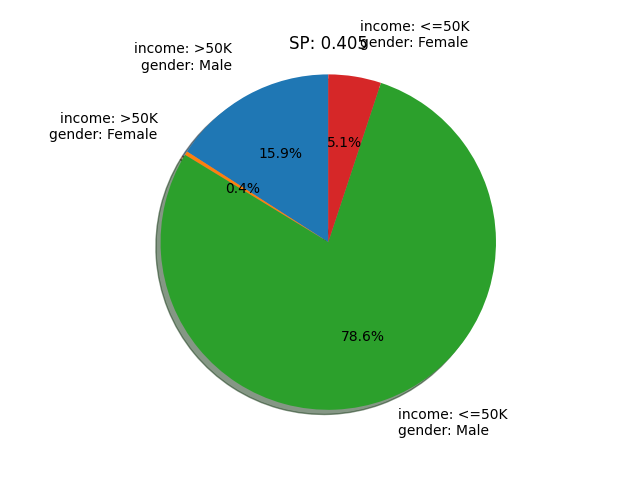 SP: 0.405
income: <=50K
gender: Female
income: >50K
gender: Male
income: >50K
gender: Female
15.9%
5.1%
0.4%
78.6%
income: <=50K
gender: Male